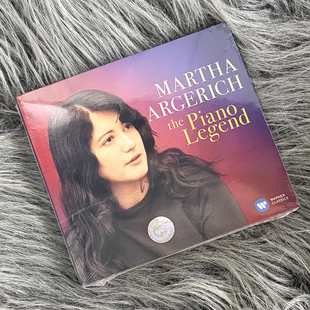 MARTHA
ARGERICH
the Piano
Legend
WARNER
CLASSICS